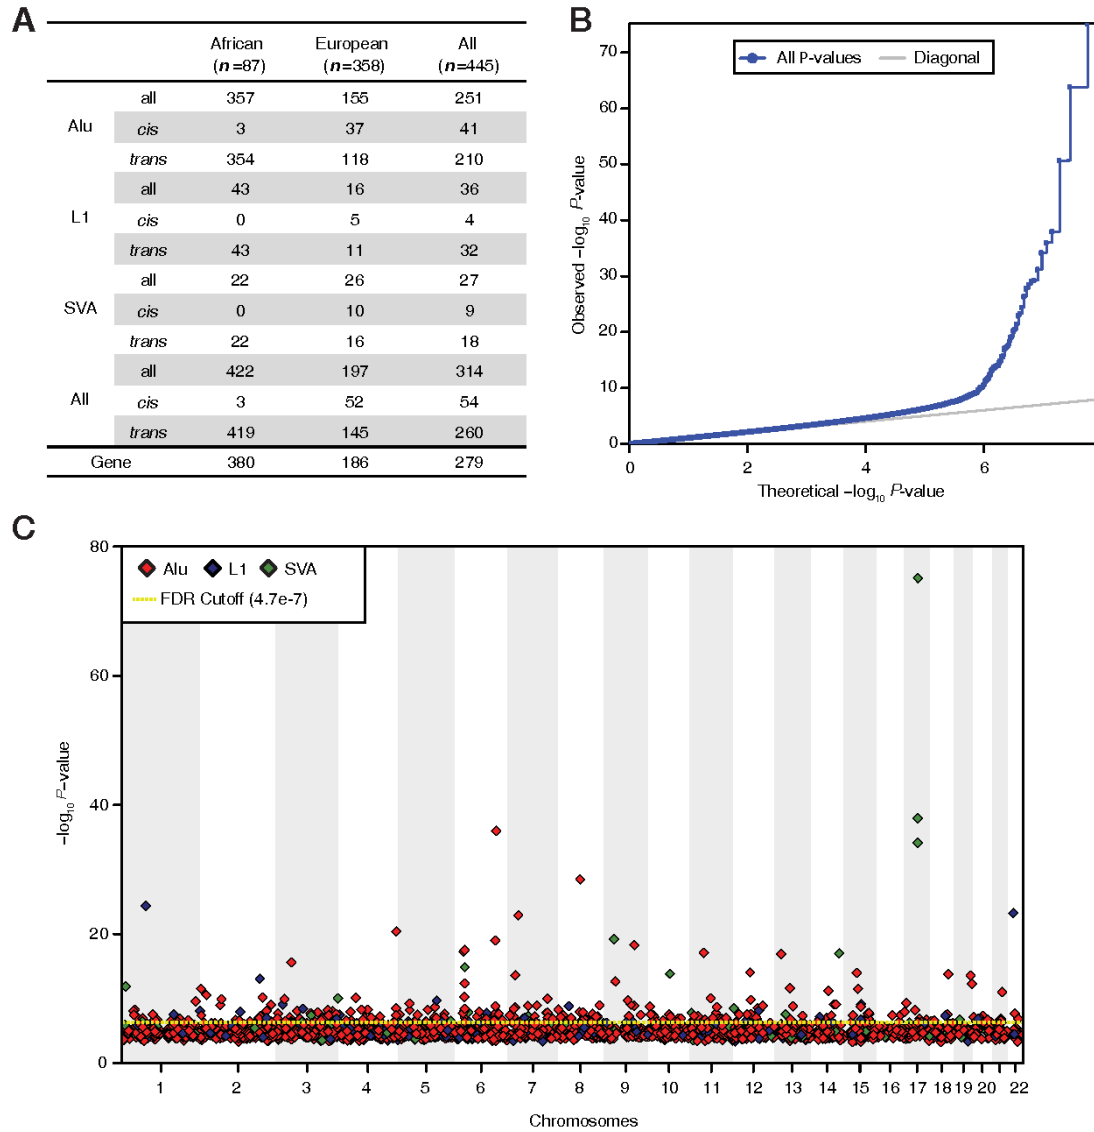 A
African European All
(n=87) (n=358) (n=445)
Alu
all 357 155 251
cis 3 37 41
trans 354 118 210
L1
all 43 16 36
cis 0 5 4
trans 43 11 32
SVA
all 22 26 27
cis 0 10 9
trans 22 16 18
All
all 422 197 314
cis 3 52 54
trans 419 145 260
Gene 380 186 279
B
All P-values Diagonal
70
60
50
40
30
20
10
0
Observed −log₁₀ P-value
0 2 4 6
Theoretical −log₁₀ P-value
C
Alu L1 SVA
FDR Cutoff (4.7e-7)
80
60
40
20
0
−log₁₀ P-value
1 2 3 4 5 6 7 8 9 10 11 12 13 14 15 16 17 18 19 20 22
Chromosomes